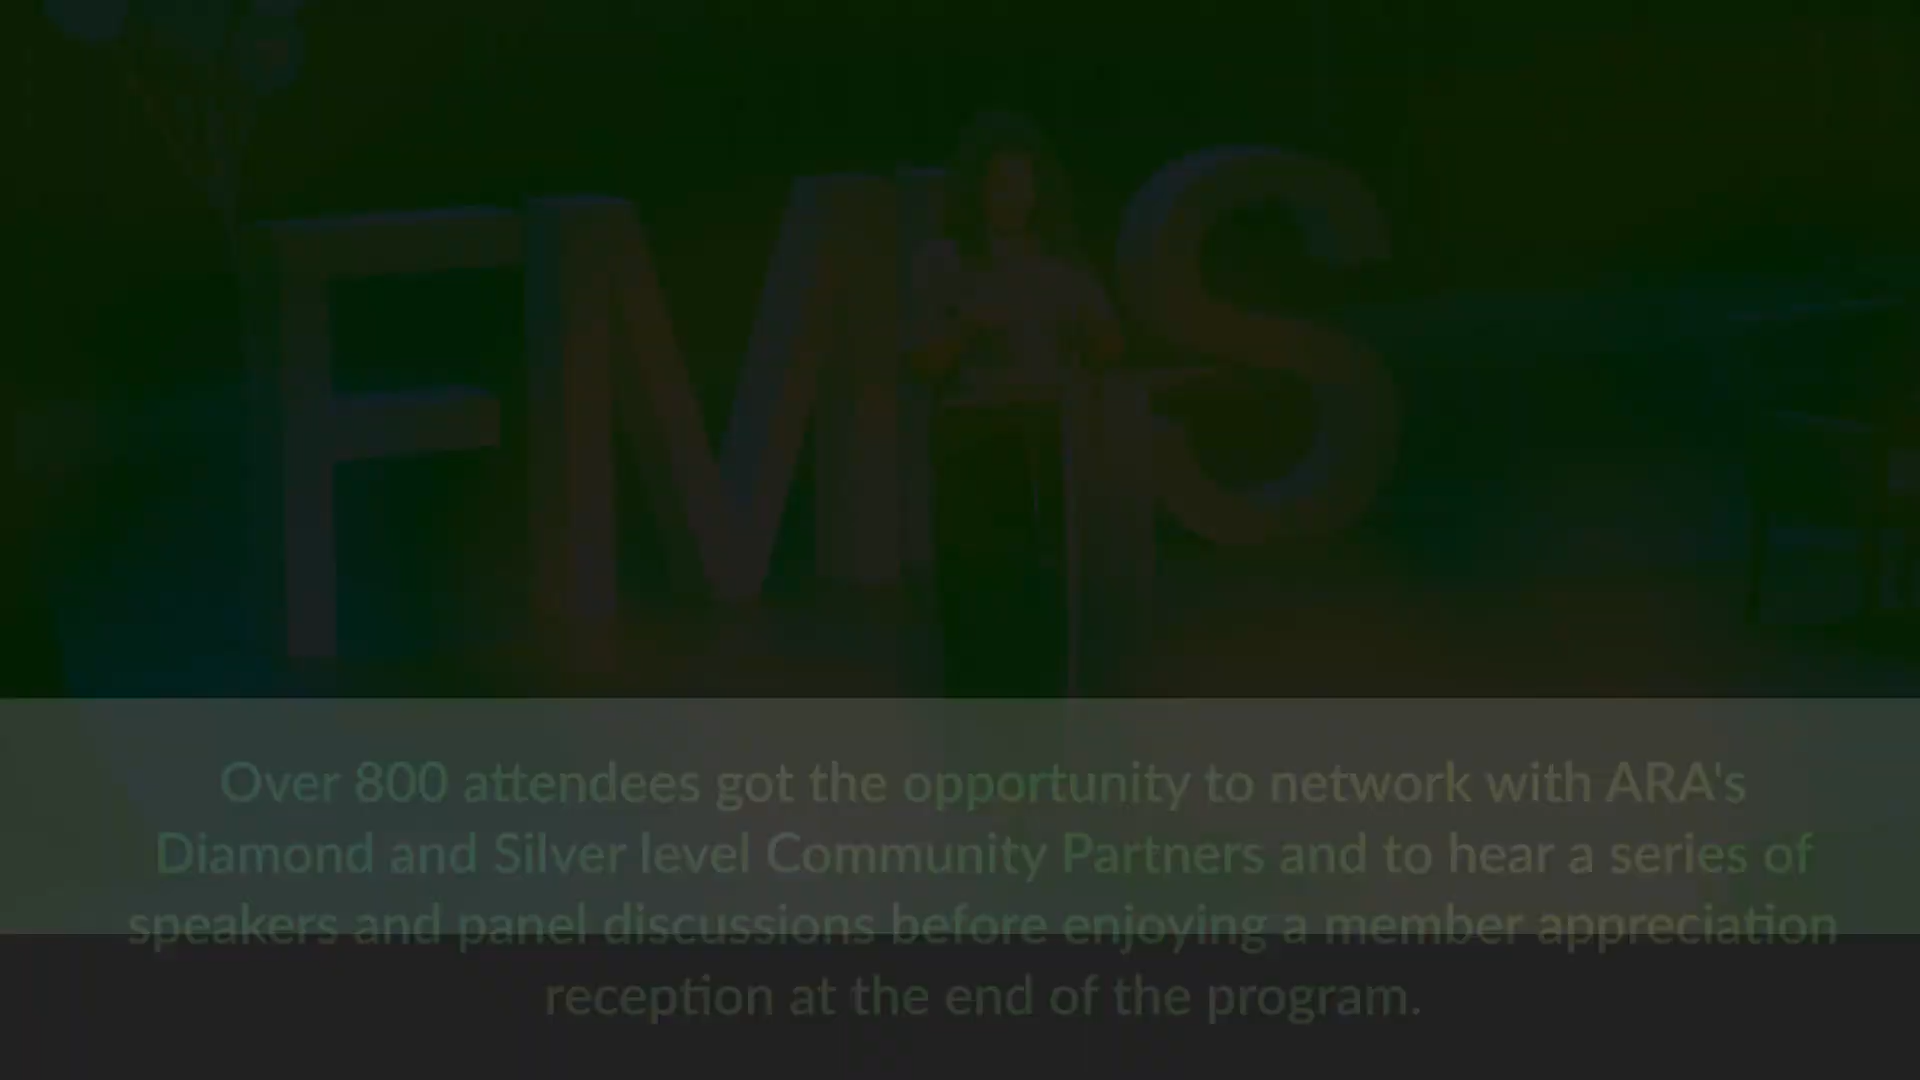 FMIS
Over 800 attendees got the opportunity to network with ARA's
Diamond and Silver level Community Partners and to hear a series of
speakers and panel discussions before enjoying a member appreciation
reception at the end of the program.